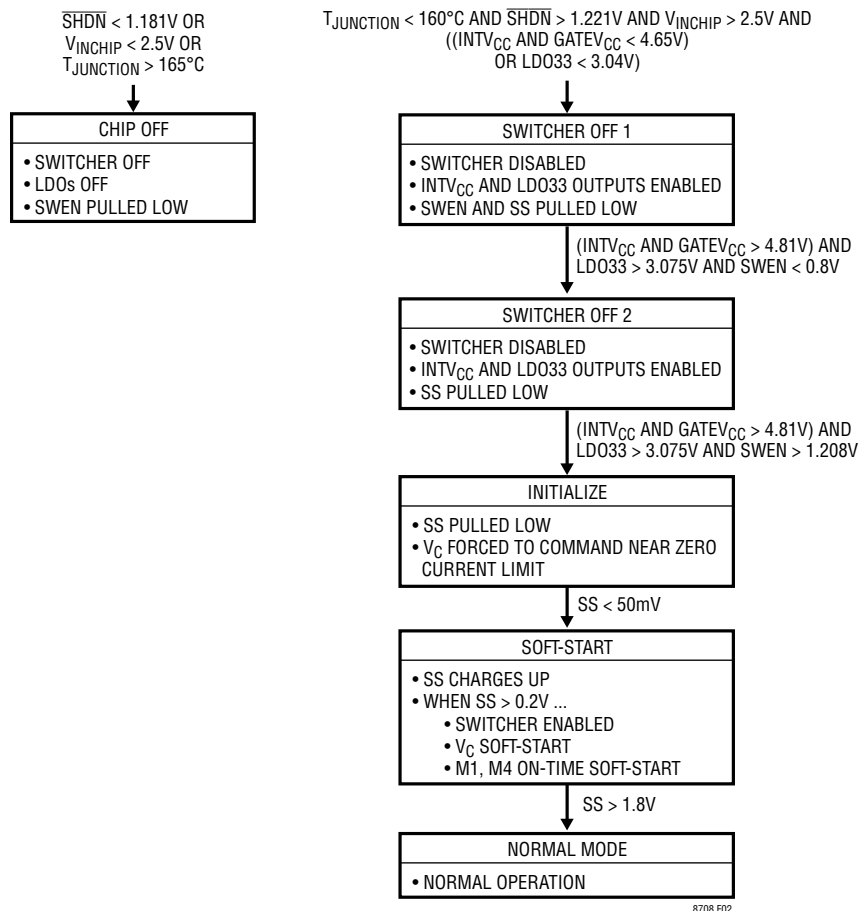 SHDN < 1.181V OR
VINCHIP < 2.5V OR
TJUNCTION > 165°C
CHIP OFF
• SWITCHER OFF
• LDOs OFF
• SWEN PULLED LOW
TJUNCTION < 160°C AND SHDN > 1.221V AND VINCHIP > 2.5V AND
((INTVCC AND GATEVCC < 4.65V)
OR LDO33 < 3.04V)
SWITCHER OFF 1
• SWITCHER DISABLED
• INTVCC AND LDO33 OUTPUTS ENABLED
• SWEN AND SS PULLED LOW
(INTVCC AND GATEVCC > 4.81V) AND
LDO33 > 3.075V AND SWEN < 0.8V
SWITCHER OFF 2
• SWITCHER DISABLED
• INTVCC AND LDO33 OUTPUTS ENABLED
• SS PULLED LOW
(INTVCC AND GATEVCC > 4.81V) AND
LDO33 > 3.075V AND SWEN > 1.208V
INITIALIZE
• SS PULLED LOW
• VC FORCED TO COMMAND NEAR ZERO
CURRENT LIMIT
SS < 50mV
SOFT-START
• SS CHARGES UP
• WHEN SS > 0.2V ...
• SWITCHER ENABLED
• VC SOFT-START
• M1, M4 ON-TIME SOFT-START
SS > 1.8V
NORMAL MODE
• NORMAL OPERATION
8708 F02